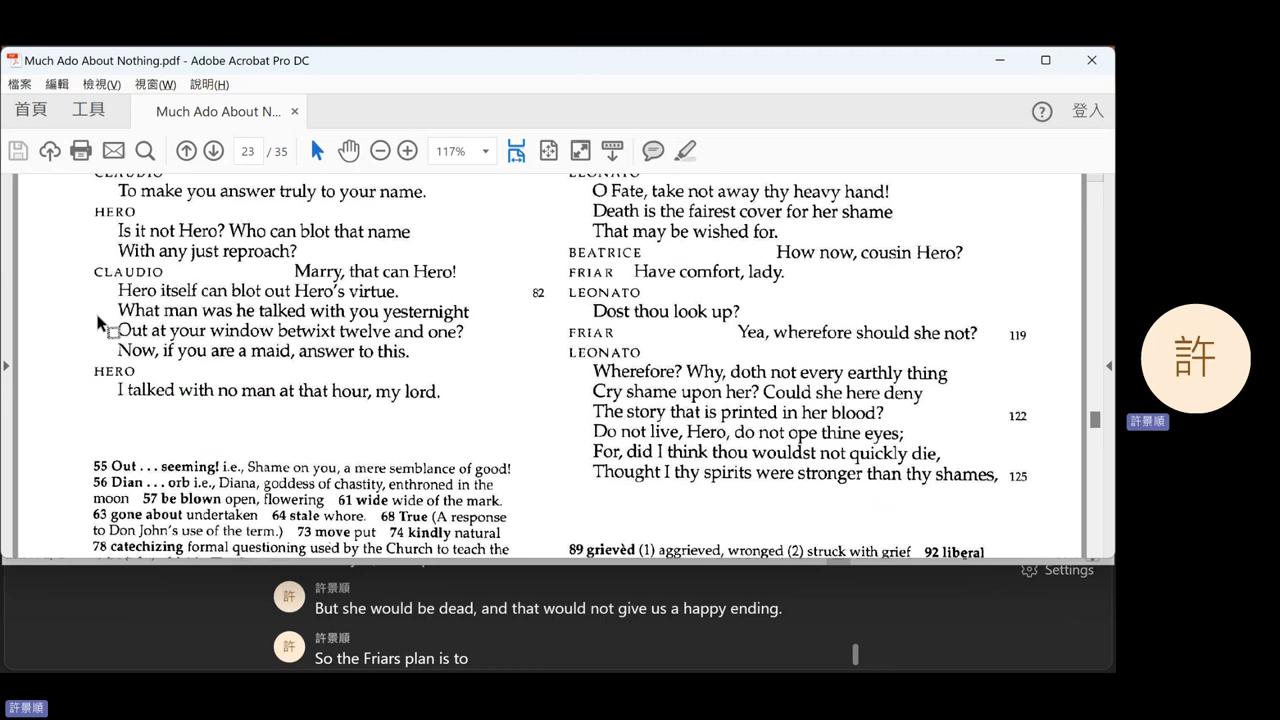 Much Ado About Nothing.pdf - Adobe Acrobat Pro DC
檔案 編輯 檢視(V) 視窗(W) 說明(H)
首頁 工具 Much Ado About N... × 登入
23 / 35 117%
CLAUDIO
To make you answer truly to your name.
HERO
Is it not Hero? Who can blot that name
With any just reproach?
CLAUDIO Marry, that can Hero!
Hero itself can blot out Hero's virtue. 82
What man was he talked with you yesternight
Out at your window betwixt twelve and one?
Now, if you are a maid, answer to this.
HERO
I talked with no man at that hour, my lord.
55 Out . . . seeming! i.e., Shame on you, a mere semblance of good!
56 Dian . . . orb i.e., Diana, goddess of chastity, enthroned in the
moon 57 be blown open, flowering 61 wide wide of the mark.
63 gone about undertaken 64 stale whore. 68 True (A response
to Don John's use of the term.) 73 move put 74 kindly natural
78 catechizing formal questioning used by the Church to teach the
LEONATO
O Fate, take not away thy heavy hand!
Death is the fairest cover for her shame
That may be wished for.
BEATRICE How now, cousin Hero?
FRIAR Have comfort, lady.
LEONATO
Dost thou look up?
FRIAR Yea, wherefore should she not? 119
LEONATO
Wherefore? Why, doth not every earthly thing
Cry shame upon her? Could she here deny
The story that is printed in her blood? 122
Do not live, Hero, do not ope thine eyes;
For, did I think thou wouldst not quickly die,
Thought I thy spirits were stronger than thy shames, 125
89 grievèd (1) aggrieved, wronged (2) struck with grief 92 liberal
Settings
許 許景順
But she would be dead, and that would not give us a happy ending.
許 許景順
So the Friars plan is to
許
許景順
許景順